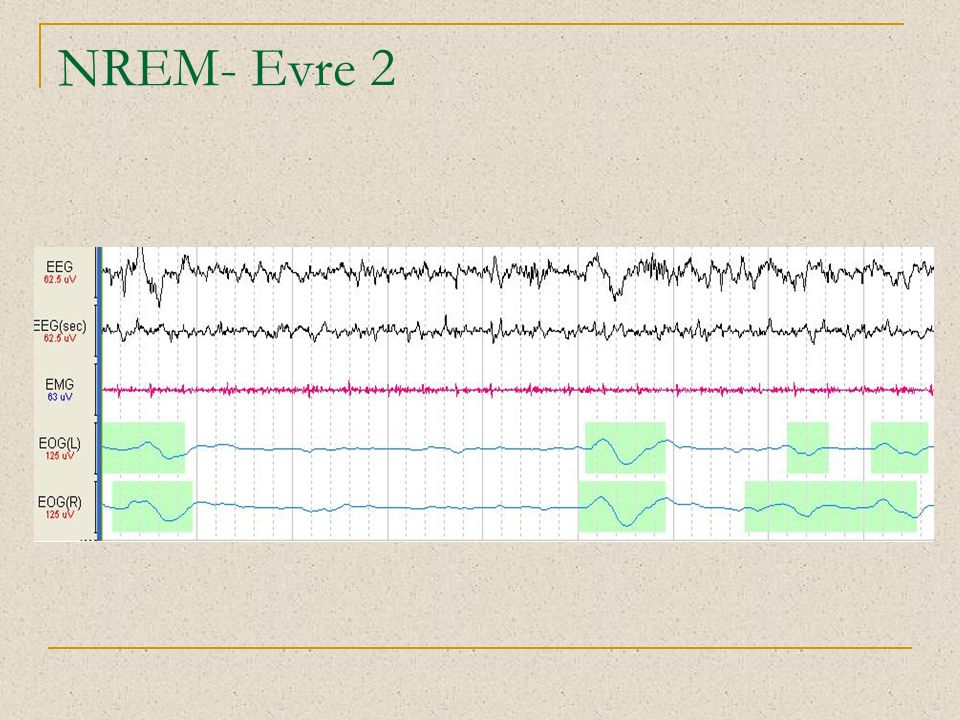 NREM- Evre 2
EEG
62.5 uV
EEG(sec)
62.5 uV
EMG
63 uV
EOG(L)
125 uV
EOG(R)
125 uV